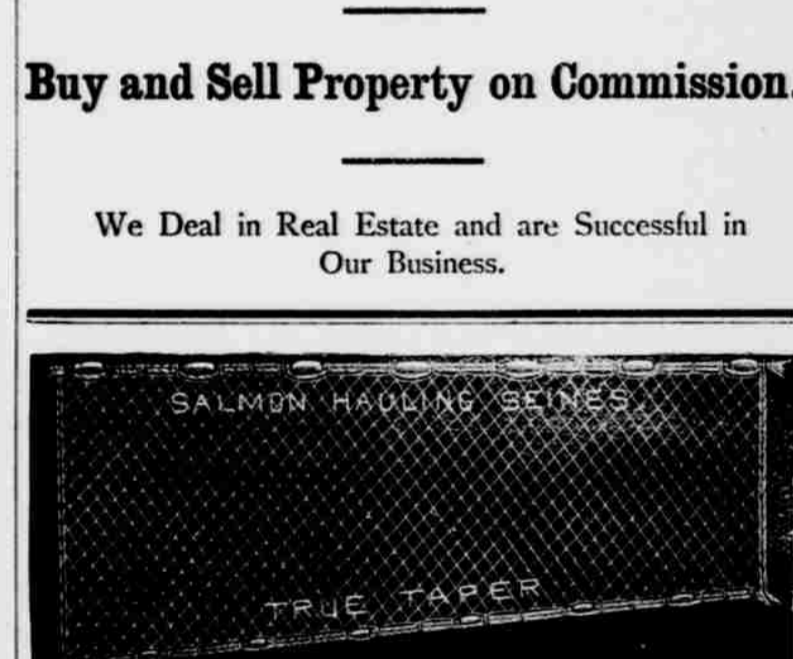 Buy and Sell Property on Commission.
We Deal in Real Estate and are Successful in
Our Business.
SALMON HAULING SEINES.
TRUE TAPER